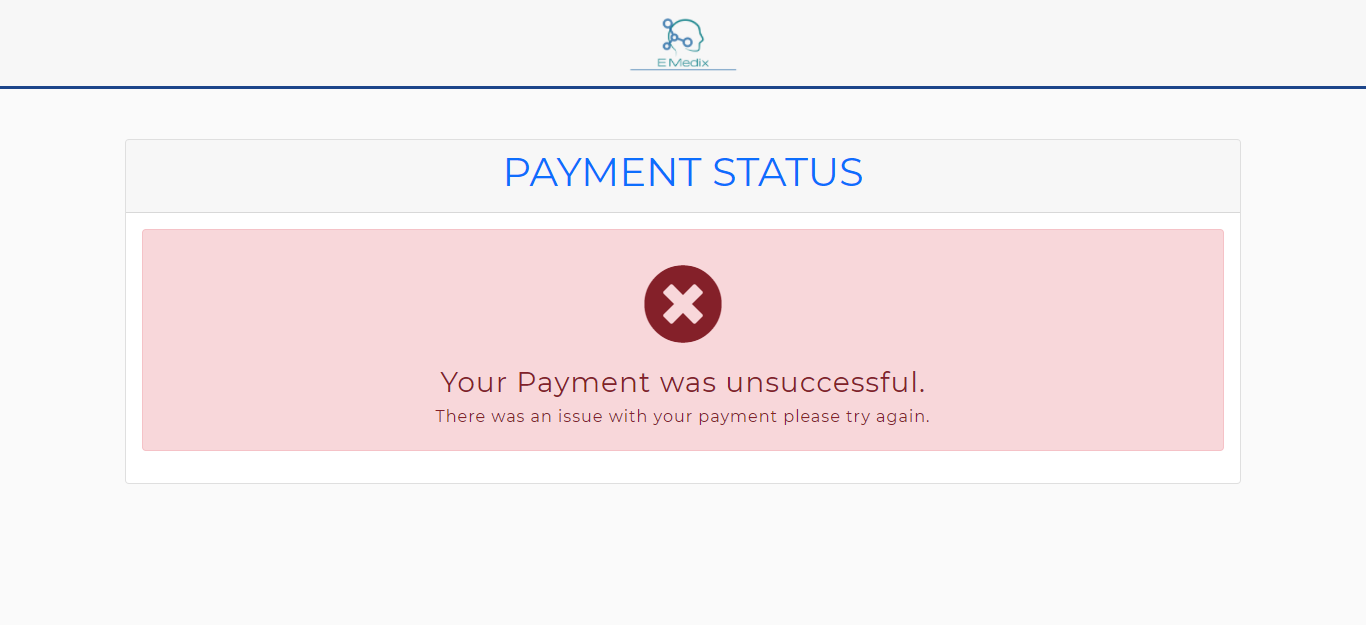 E Medix
PAYMENT STATUS
Your Payment was unsuccessful.
There was an issue with your payment please try again.